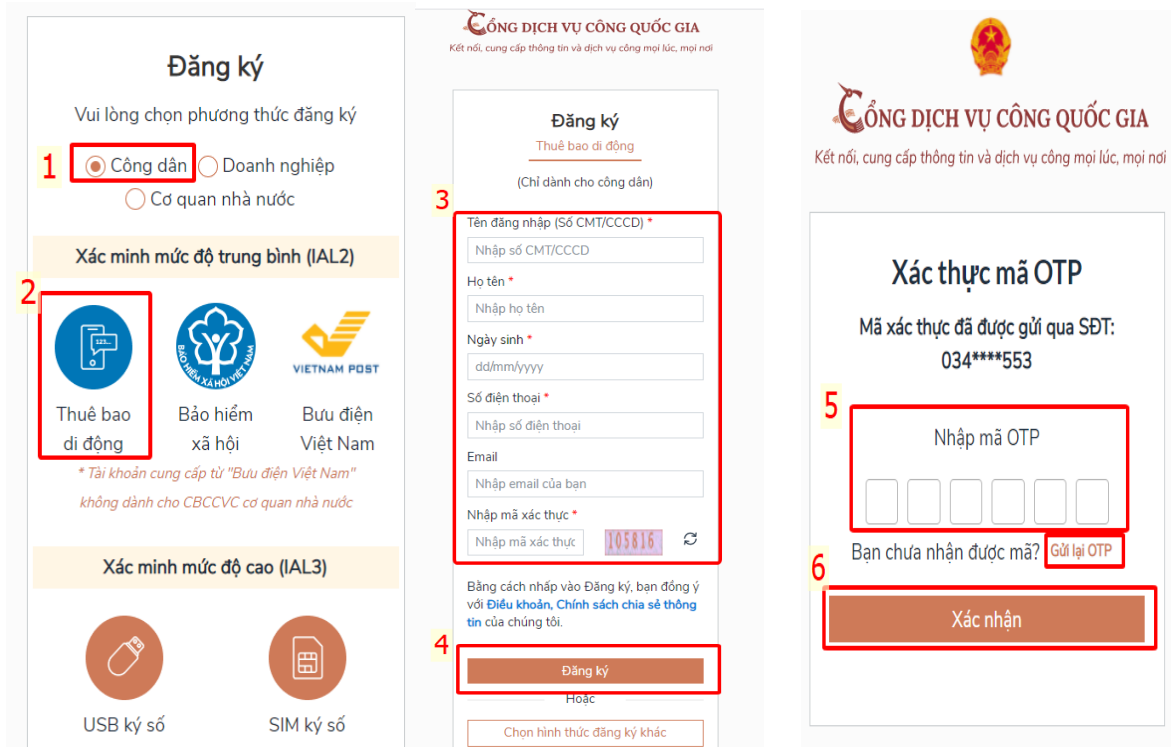 Đăng ký
Vui lòng chọn phương thức đăng ký
1
Công dân Doanh nghiệp
Cơ quan nhà nước
Xác minh mức độ trung bình (IAL2)
2
123...
BẢO HIỂM XÃ HỘI VIỆT NAM
VIETNAM POST
Thuê bao di động
Bảo hiểm xã hội
Bưu điện Việt Nam
* Tài khoản cung cấp từ "Bưu điện Việt Nam"
không dành cho CBCCVC cơ quan nhà nước
Xác minh mức độ cao (IAL3)
USB ký số
SIM ký số
CỔNG DỊCH VỤ CÔNG QUỐC GIA
Kết nối, cung cấp thông tin và dịch vụ công mọi lúc, mọi nơi
Đăng ký
Thuê bao di động
(Chỉ dành cho công dân)
3
Tên đăng nhập (Số CMT/CCCD) *
Nhập số CMT/CCCD
Họ tên *
Nhập họ tên
Ngày sinh *
dd/mm/yyyy
Số điện thoại *
Nhập số điện thoại
Email
Nhập email của bạn
Nhập mã xác thực *
Nhập mã xác thực 105816
Bằng cách nhấp vào Đăng ký, bạn đồng ý
với Điều khoản, Chính sách chia sẻ thông
tin của chúng tôi.
4
Đăng ký
Hoặc
Chọn hình thức đăng ký khác
CỔNG DỊCH VỤ CÔNG QUỐC GIA
Kết nối, cung cấp thông tin và dịch vụ công mọi lúc, mọi nơi
Xác thực mã OTP
Mã xác thực đã được gửi qua SĐT:
034****553
5
Nhập mã OTP
Bạn chưa nhận được mã? Gửi lại OTP
6
Xác nhận